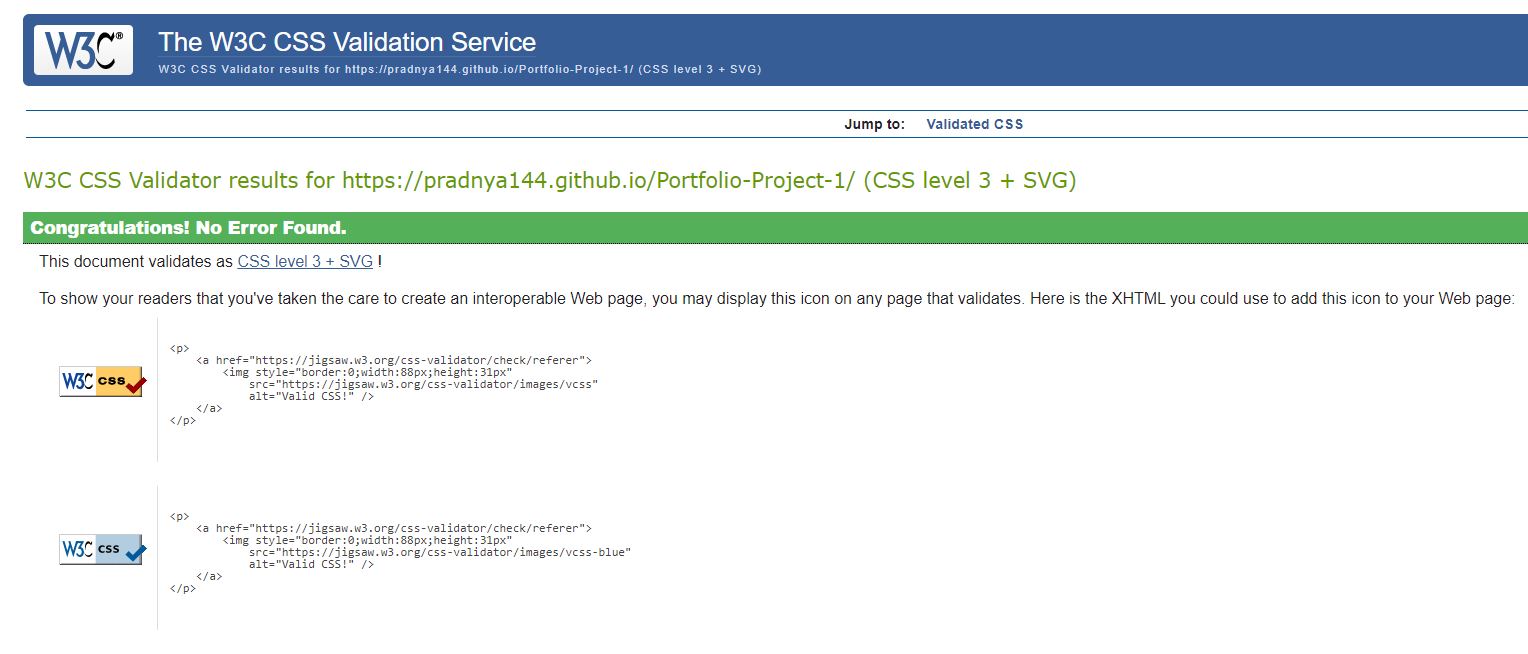 W3C®
The W3C CSS Validation Service
W3C CSS Validator results for https://pradnya144.github.io/Portfolio-Project-1/ (CSS level 3 + SVG)
Jump to: Validated CSS
W3C CSS Validator results for https://pradnya144.github.io/Portfolio-Project-1/ (CSS level 3 + SVG)
Congratulations! No Error Found.
This document validates as CSS level 3 + SVG !
To show your readers that you've taken the care to create an interoperable Web page, you may display this icon on any page that validates. Here is the XHTML you could use to add this icon to your Web page:
W3C css
<p>
<a href="https://jigsaw.w3.org/css-validator/check/referer">
<img style="border:0;width:88px;height:31px"
src="https://jigsaw.w3.org/css-validator/images/vcss"
alt="Valid CSS!" />
</a>
</p>
W3C css
<p>
<a href="https://jigsaw.w3.org/css-validator/check/referer">
<img style="border:0;width:88px;height:31px"
src="https://jigsaw.w3.org/css-validator/images/vcss-blue"
alt="Valid CSS!" />
</a>
</p>